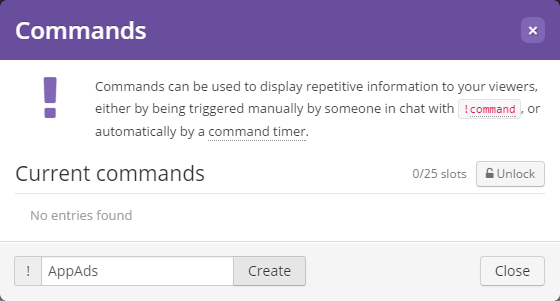 Commands
×
Commands can be used to display repetitive information to your viewers,
either by being triggered manually by someone in chat with !command, or
automatically by a command timer.
Current commands
0/25 slots
Unlock
No entries found
! AppAds Create
Close